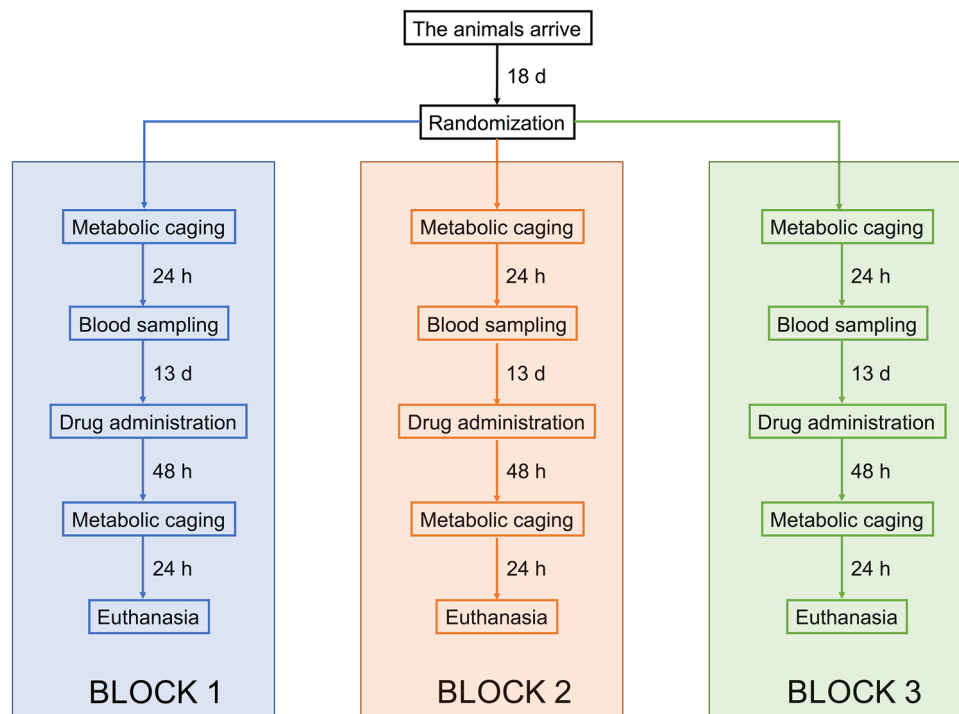 The animals arrive
18 d
Randomization
Metabolic caging
24 h
Blood sampling
13 d
Drug administration
48 h
Metabolic caging
24 h
Euthanasia
BLOCK 1
Metabolic caging
24 h
Blood sampling
13 d
Drug administration
48 h
Metabolic caging
24 h
Euthanasia
BLOCK 2
Metabolic caging
24 h
Blood sampling
13 d
Drug administration
48 h
Metabolic caging
24 h
Euthanasia
BLOCK 3